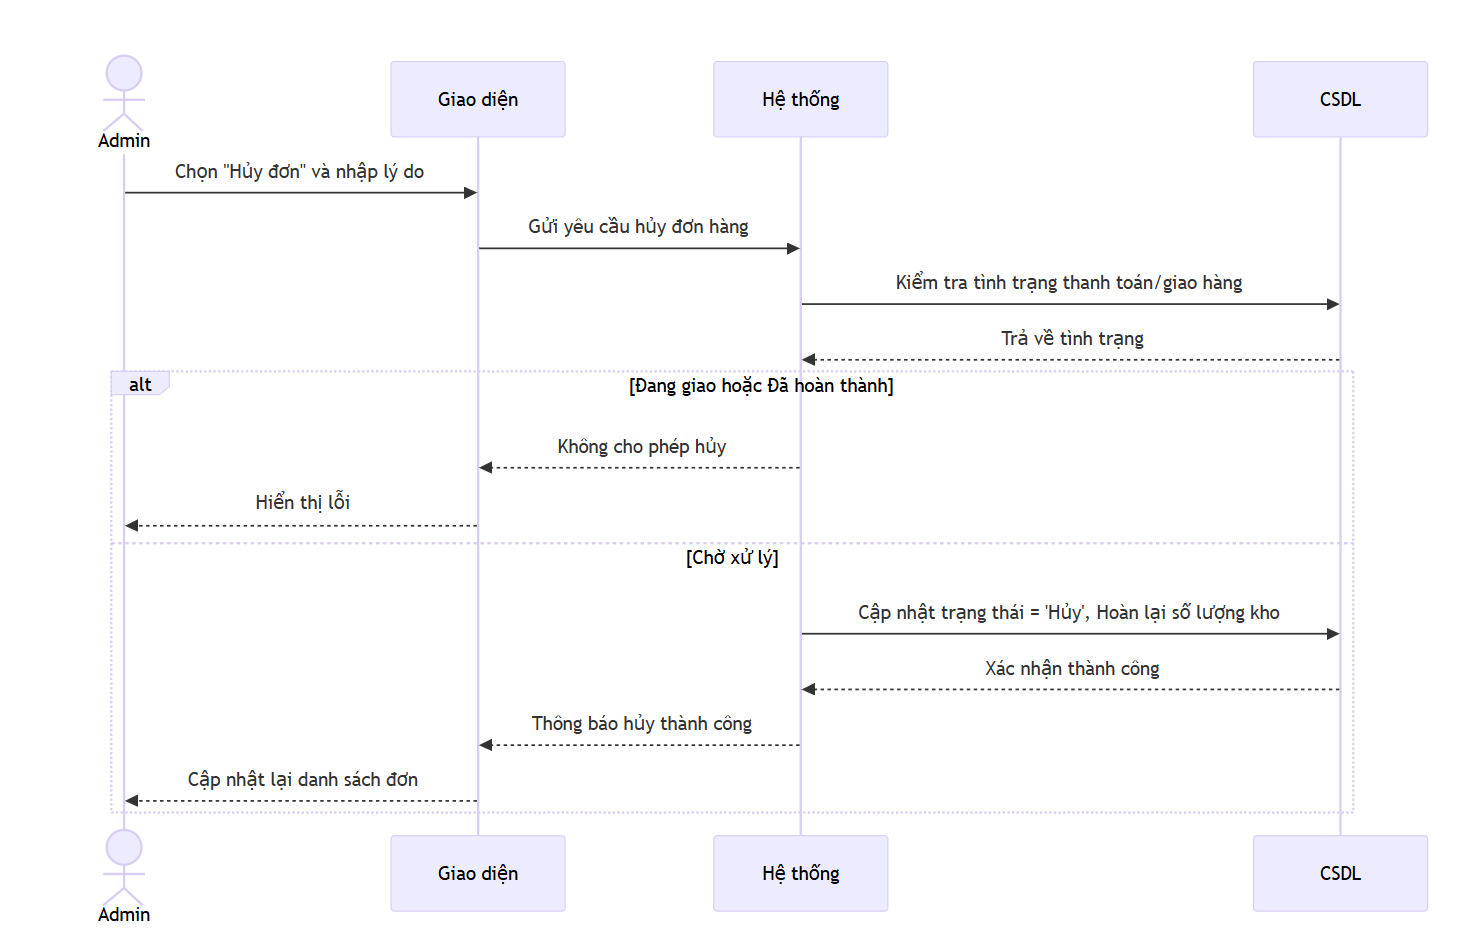 Admin
Giao diện
Hệ thống
CSDL
Chọn "Hủy đơn" và nhập lý do
Gửi yêu cầu hủy đơn hàng
Kiểm tra tình trạng thanh toán/giao hàng
Trả về tình trạng
alt
[Đang giao hoặc Đã hoàn thành]
Không cho phép hủy
Hiển thị lỗi
[Chờ xử lý]
Cập nhật trạng thái = 'Hủy', Hoàn lại số lượng kho
Xác nhận thành công
Thông báo hủy thành công
Cập nhật lại danh sách đơn
Admin
Giao diện
Hệ thống
CSDL